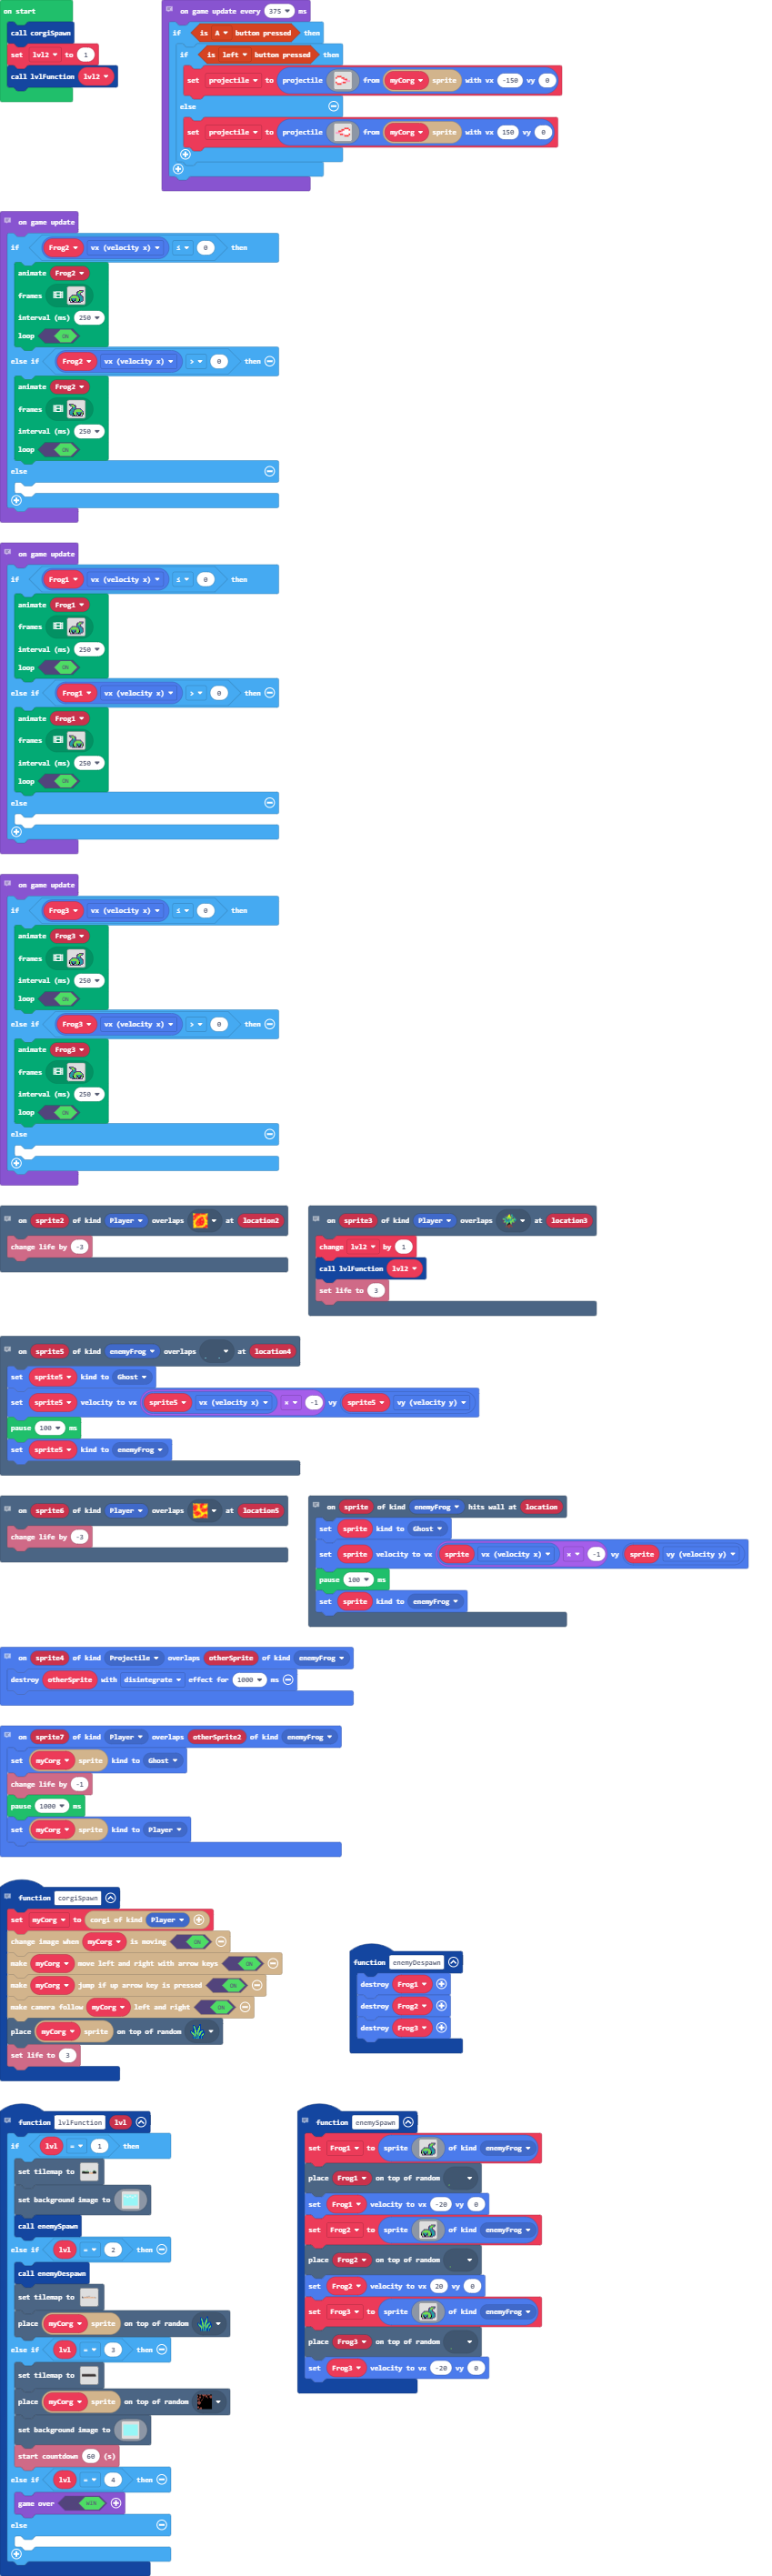 on start
call corgiSpawn
set lvl2 to 1
call lvlFunction lvl2
on game update every 375 ms
if is A button pressed then
if is left button pressed then
set projectile to projectile from myCorg sprite with vx -150 vy 0
else
set projectile to projectile from myCorg sprite with vx 150 vy 0
on game update
if Frog2 vx (velocity x) ≤ 0 then
animate Frog2
frames
interval (ms) 250
loop ON
else if Frog2 vx (velocity x) > 0 then
animate Frog2
frames
interval (ms) 250
loop ON
else
on game update
if Frog1 vx (velocity x) ≤ 0 then
animate Frog1
frames
interval (ms) 250
loop ON
else if Frog1 vx (velocity x) > 0 then
animate Frog1
frames
interval (ms) 250
loop ON
else
on game update
if Frog3 vx (velocity x) ≤ 0 then
animate Frog3
frames
interval (ms) 250
loop ON
else if Frog3 vx (velocity x) > 0 then
animate Frog3
frames
interval (ms) 250
loop ON
else
on sprite2 of kind Player overlaps at location2
change life by -3
on sprite3 of kind Player overlaps at location3
change lvl2 by 1
call lvlFunction lvl2
set life to 3
on sprite5 of kind enemyFrog overlaps at location4
set sprite5 kind to Ghost
set sprite5 velocity to vx sprite5 vx (velocity x) × -1 vy sprite5 vy (velocity y)
pause 100 ms
set sprite5 kind to enemyFrog
on sprite6 of kind Player overlaps at location5
change life by -3
on sprite of kind enemyFrog hits wall at location
set sprite kind to Ghost
set sprite velocity to vx sprite vx (velocity x) × -1 vy sprite vy (velocity y)
pause 100 ms
set sprite kind to enemyFrog
on sprite4 of kind Projectile overlaps otherSprite of kind enemyFrog
destroy otherSprite with disintegrate effect for 1000 ms
on sprite7 of kind Player overlaps otherSprite2 of kind enemyFrog
set myCorg sprite kind to Ghost
change life by -1
pause 1000 ms
set myCorg sprite kind to Player
function corgiSpawn
set myCorg to corgi of kind Player
change image when myCorg is moving ON
make myCorg move left and right with arrow keys ON
make myCorg jump if up arrow key is pressed ON
make camera follow myCorg left and right ON
place myCorg sprite on top of random
set life to 3
function enemyDespawn
destroy Frog1
destroy Frog2
destroy Frog3
function lvlFunction lvl
if lvl = 1 then
set tilemap to
set background image to
call enemySpawn
else if lvl = 2 then
call enemyDespawn
set tilemap to
place myCorg sprite on top of random
else if lvl = 3 then
set tilemap to
place myCorg sprite on top of random
set background image to
start countdown 60 (s)
else if lvl = 4 then
game over WIN
else
function enemySpawn
set Frog1 to sprite of kind enemyFrog
place Frog1 on top of random
set Frog1 velocity to vx -20 vy 0
set Frog2 to sprite of kind enemyFrog
place Frog2 on top of random
set Frog2 velocity to vx 20 vy 0
set Frog3 to sprite of kind enemyFrog
place Frog3 on top of random
set Frog3 velocity to vx -20 vy 0